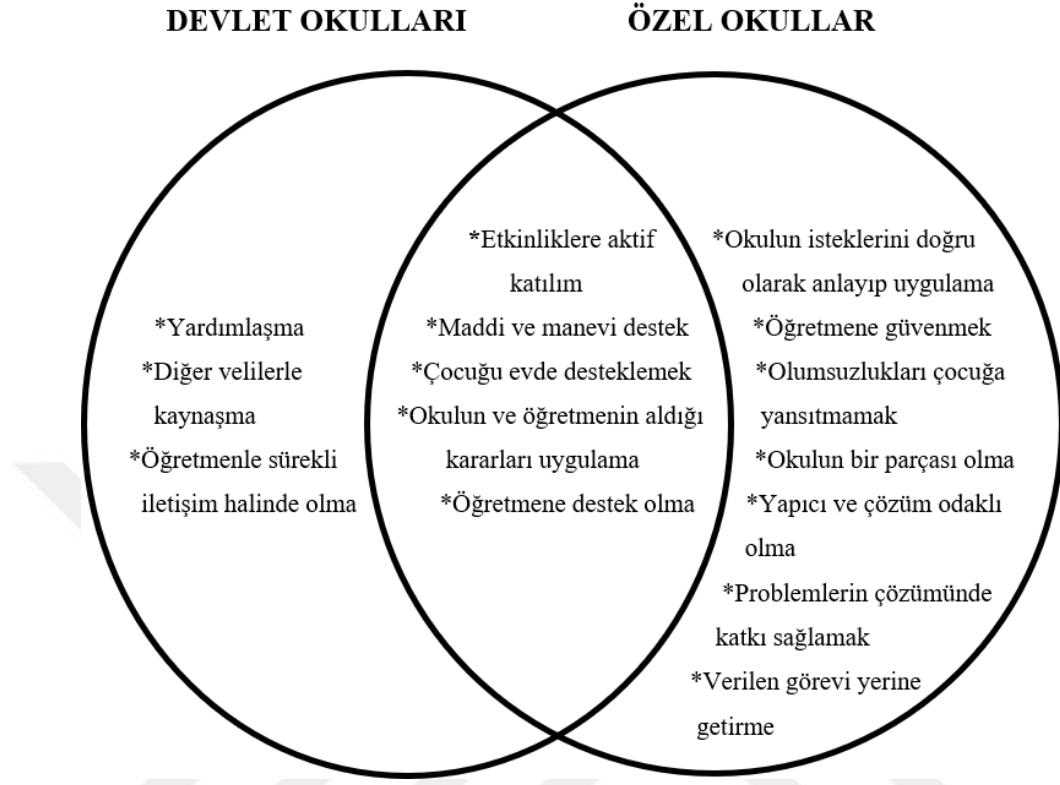 DEVLET OKULLARI
ÖZEL OKULLAR
*Yardımlaşma
*Diğer velilerle
kaynaşma
*Öğretmenle sürekli
iletişim halinde olma
*Etkinliklere aktif
katılım
*Maddi ve manevi destek
*Çocuğu evde desteklemek
*Okulun ve öğretmenin aldığı
kararları uygulama
*Öğretmene destek olma
*Okulun isteklerini doğru
olarak anlayıp uygulama
*Öğretmene güvenmek
*Olumsuzlukları çocuğa
yansıtmamak
*Okulun bir parçası olma
*Yapıcı ve çözüm odaklı
olma
*Problemlerin çözümünde
katkı sağlamak
*Verilen görevi yerine
getirme